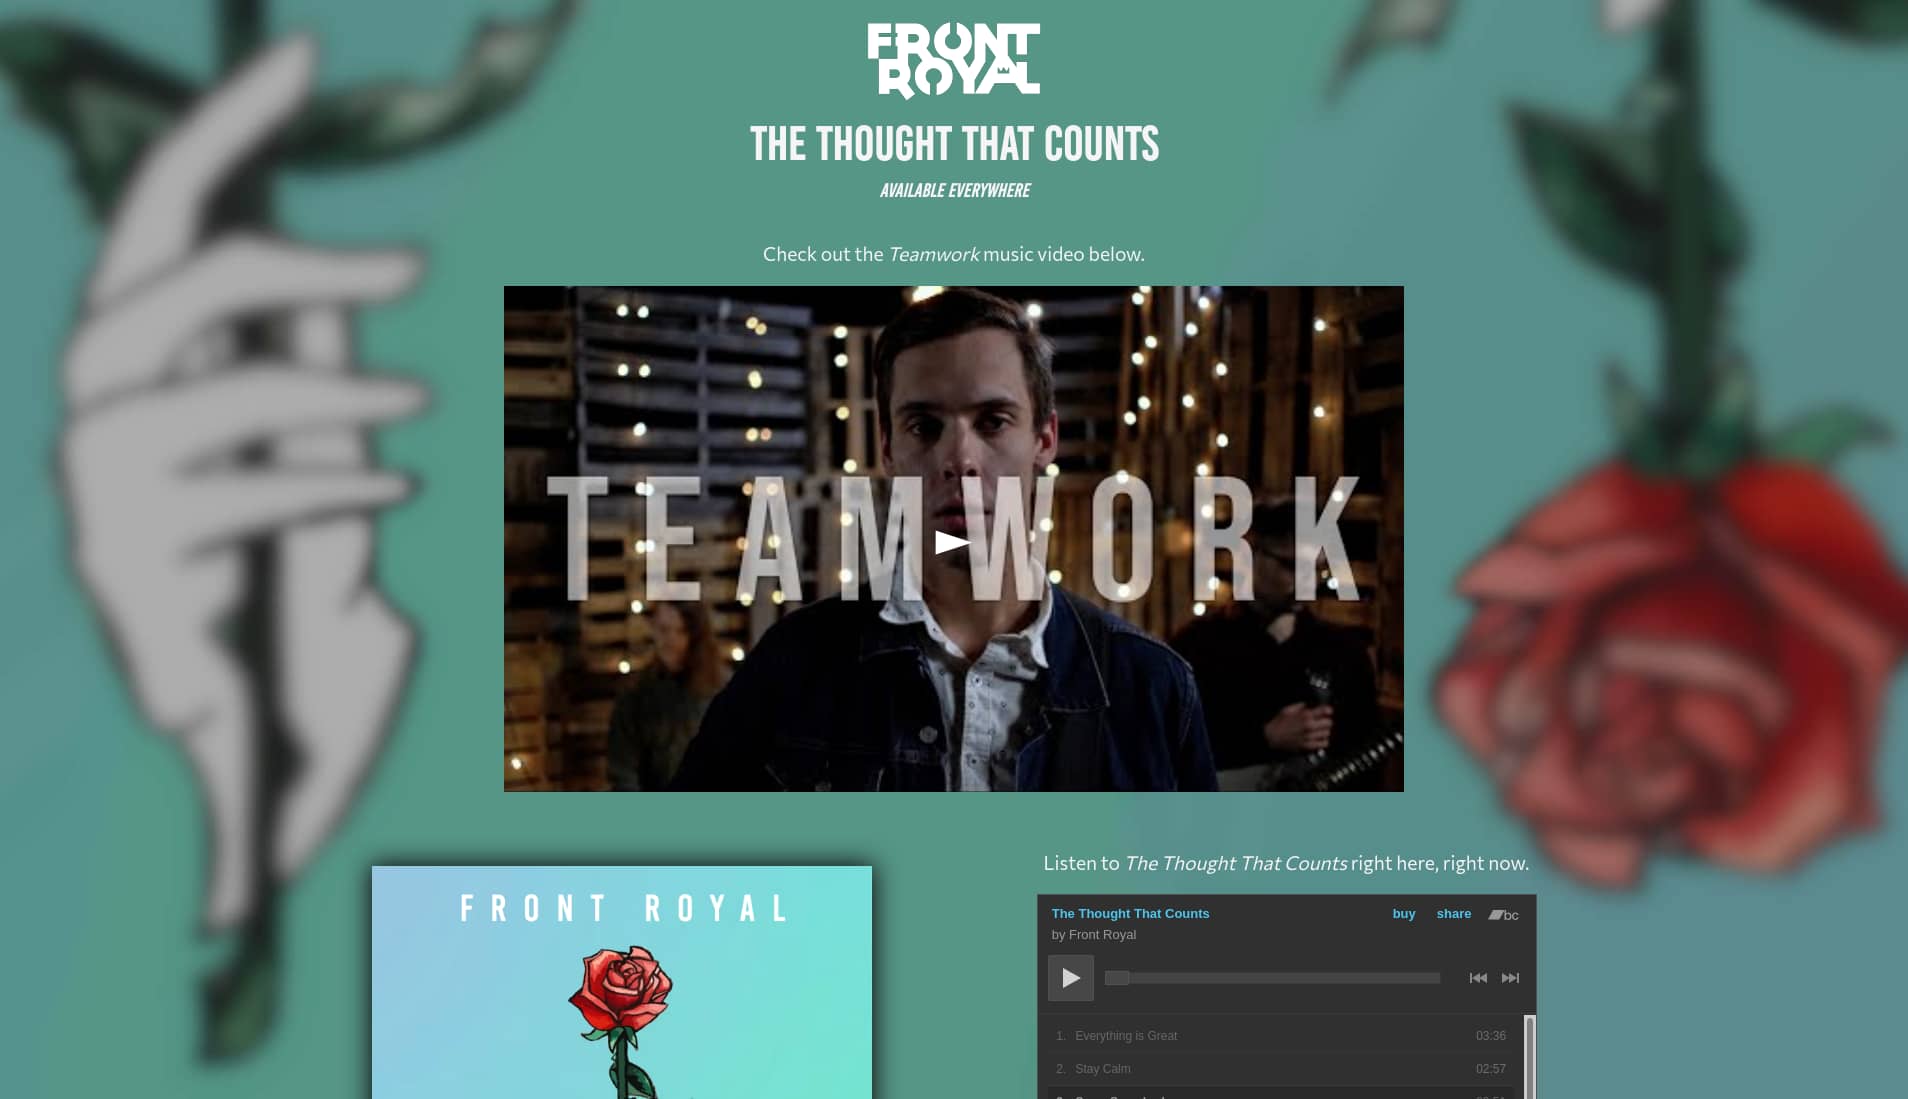 FRONT
ROYAL
THE THOUGHT THAT COUNTS
AVAILABLE EVERYWHERE
Check out the Teamwork music video below.
TEAMWORK
Listen to The Thought That Counts right here, right now.
FRONT ROYAL
The Thought That Counts
buy share bc
by Front Royal
1. Everything is Great 03:36
2. Stay Calm 02:57